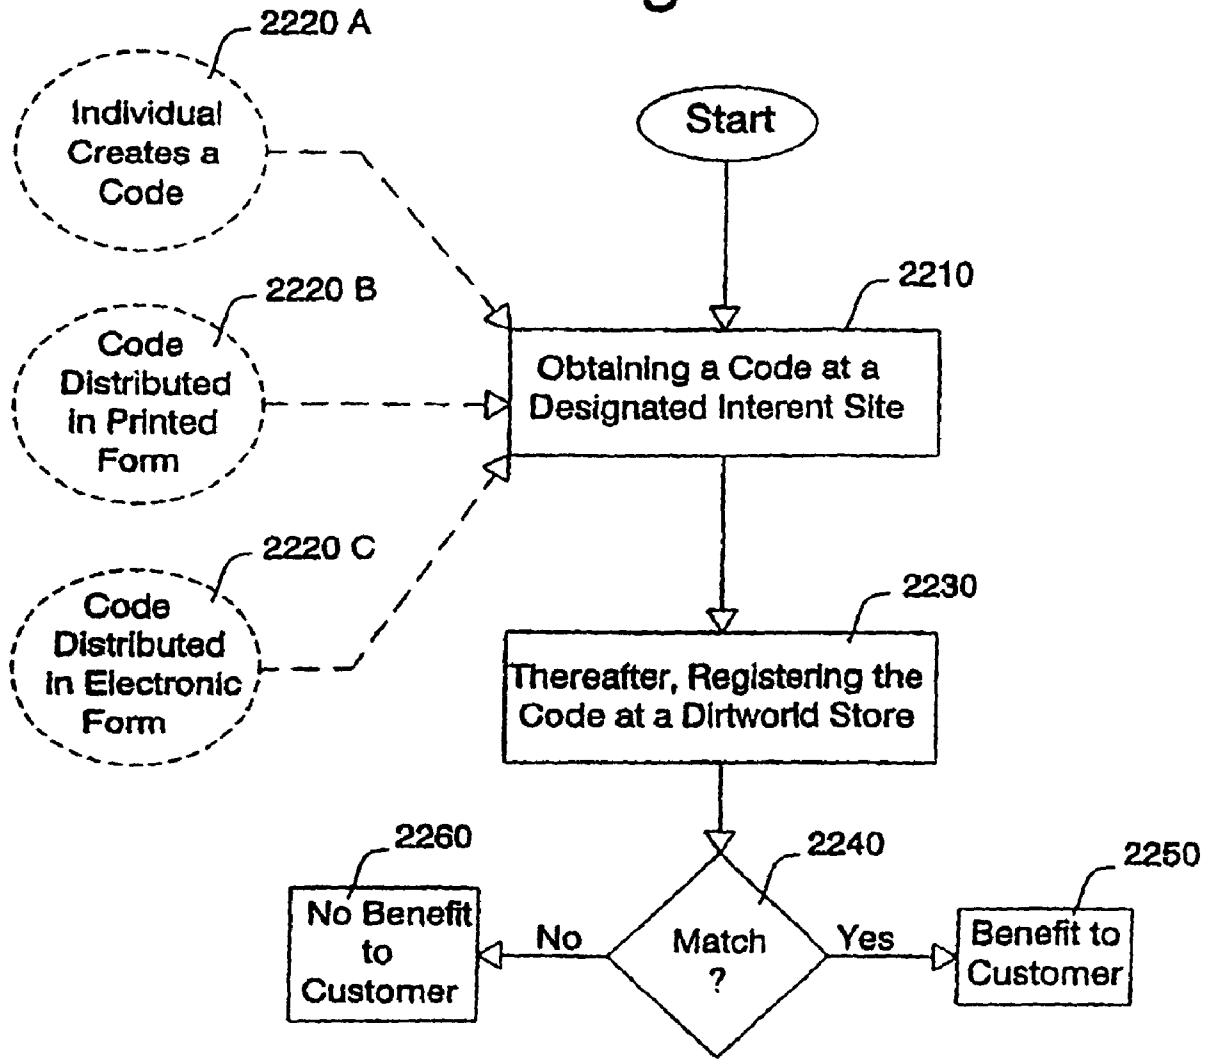 2220 A
Individual
Creates a
Code
Start
2220 B
Code
Distributed
in Printed
Form
2210
Obtaining a Code at a
Designated Interent Site
2220 C
Code
Distributed
in Electronic
Form
2230
Thereafter, Registering the
Code at a Dirtworld Store
2260
No Benefit
to
Customer
No
2240
Match
?
Yes
2250
Benefit to
Customer